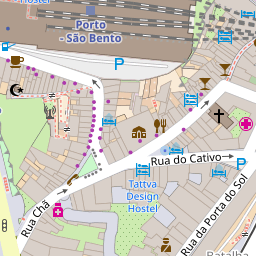 Hostel
Porto
- São Bento
P
Rua do Cativo
P
Tattva
Design
Hostel
Rua Chã
Rua da Porta do Sol
Batalha